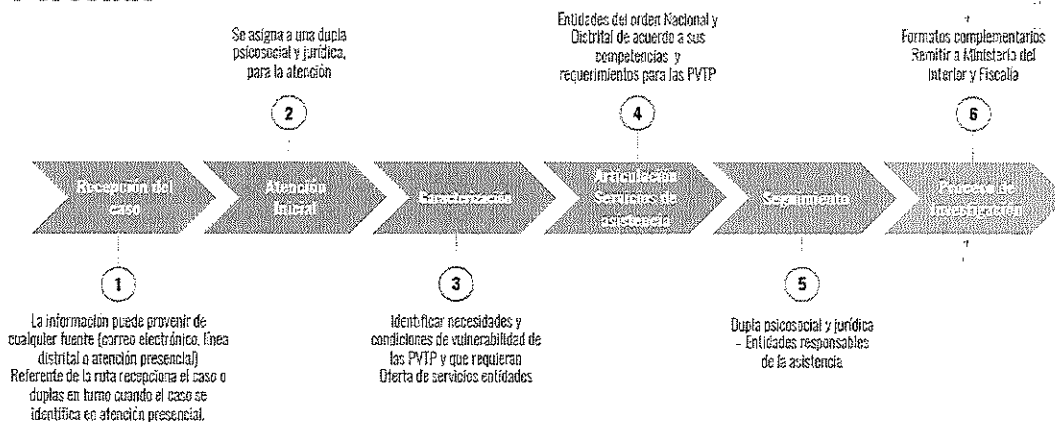 Se asigna a una dupla
psicosocial y jurídica,
para la atención
2
Entidades del orden Nacional y
Distrital de acuerdo a sus
competencias y
requerimientos para las PVTP
4
Formatos complementarios
Remitir a Ministerio del
Interior y Fiscalía
6
Recepción del
caso
Atención
Inicial
Caracterización
Articulación
Servicios de
asistencia
Seguimiento
Proceso de
Investigación
1
La información puede provenir de
cualquier fuente (correo electrónico, línea
distrital o atención presencial)
Referente de la ruta recepciona el caso o
duplas en turno cuando el caso se
identifica en atención presencial.
3
Identificar necesidades y
condiciones de vulnerabilidad de
las PVTP y que requieran
Oferta de servicios entidades
5
Dupla psicosocial y jurídica
– Entidades responsables
de la asistencia